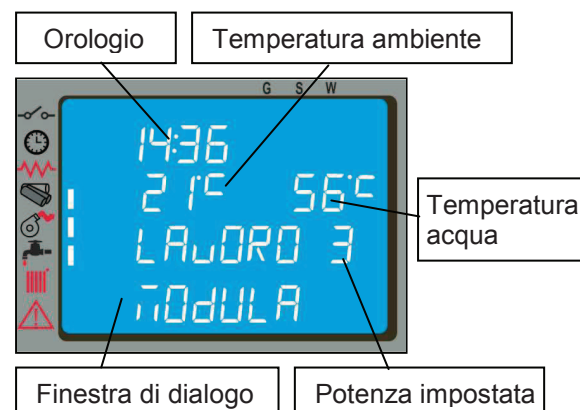 Orologio
Temperatura ambiente
G S W
14:36
21°C 56°C
Temperatura
acqua
LAvORO 3
MOdULA
Finestra di dialogo
Potenza impostata